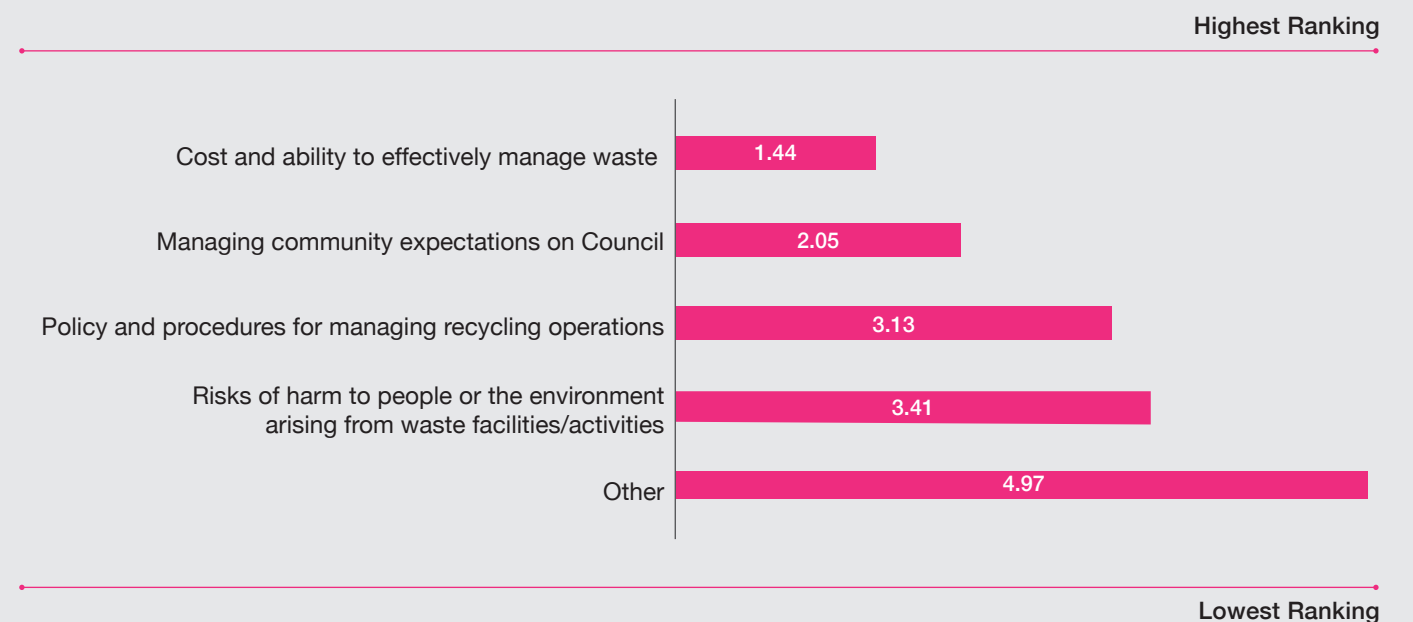 Highest Ranking
Cost and ability to effectively manage waste
1.44
Managing community expectations on Council
2.05
Policy and procedures for managing recycling operations
3.13
Risks of harm to people or the environment
arising from waste facilities/activities
3.41
Other
4.97
Lowest Ranking